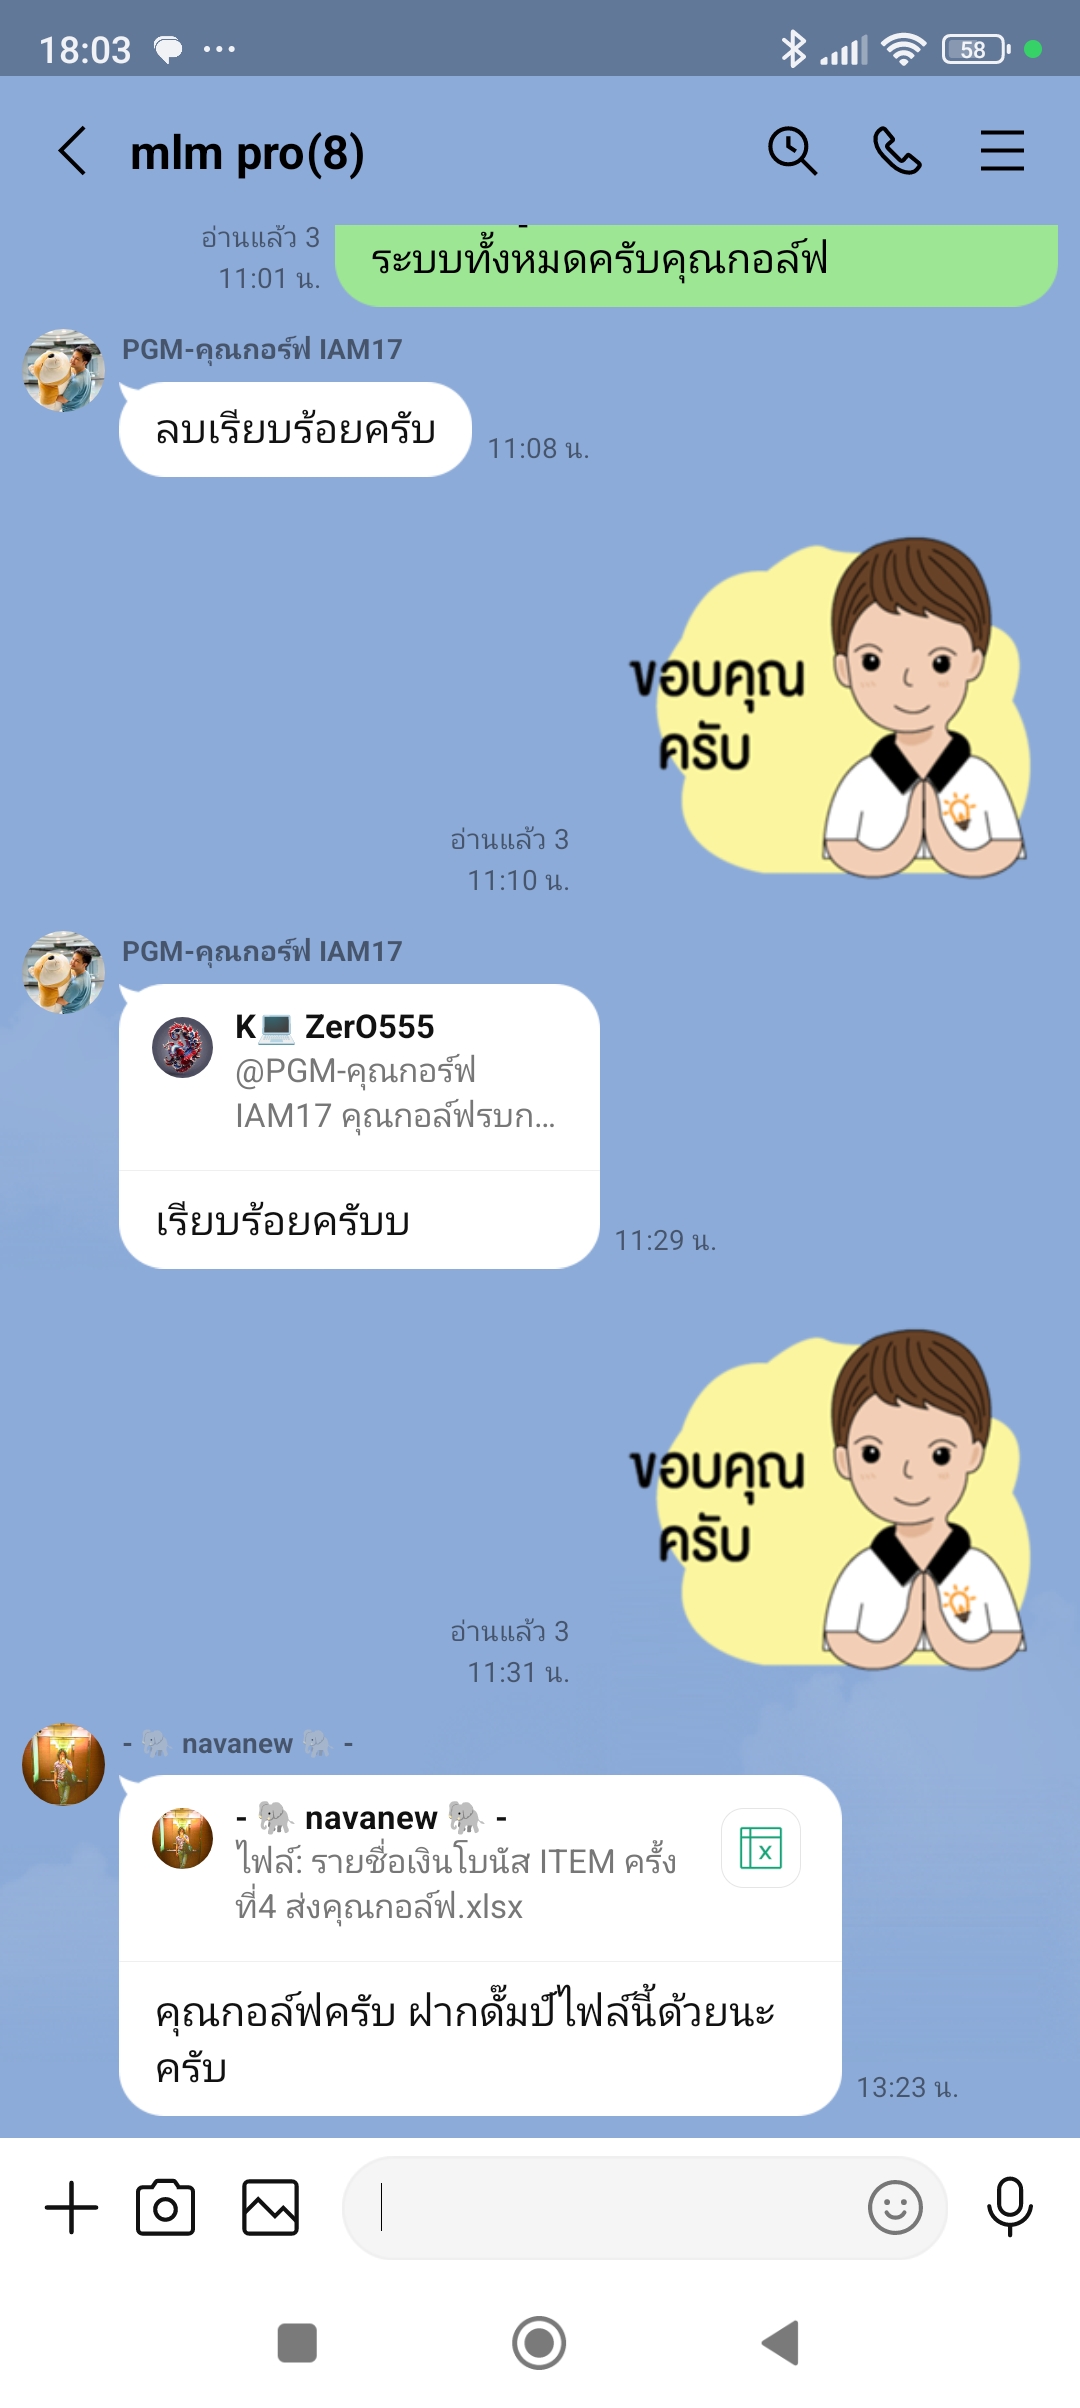 18:03
58
mlm pro(8)
อ่านแล้ว 3
11:01 น.
ระบบทั้งหมดครับคุณกอล์ฟ
PGM-คุณกอร์ฟ IAM17
ลบเรียบร้อยครับ
11:08 น.
ขอบคุณ
ครับ
อ่านแล้ว 3
11:10 น.
PGM-คุณกอร์ฟ IAM17
K💻 ZerO555
@PGM-คุณกอร์ฟ
IAM17 คุณกอล์ฟรบก...
เรียบร้อยครับบ
11:29 น.
ขอบคุณ
ครับ
อ่านแล้ว 3
11:31 น.
- 🐘 navanew 🐘 -
- 🐘 navanew 🐘 -
ไฟล์: รายชื่อเงินโบนัส ITEM ครั้ง
ที่4 ส่งคุณกอล์ฟ.xlsx
คุณกอล์ฟครับ ฝากดั๊มป์ไฟล์นี้ด้วยนะ
ครับ
13:23 น.